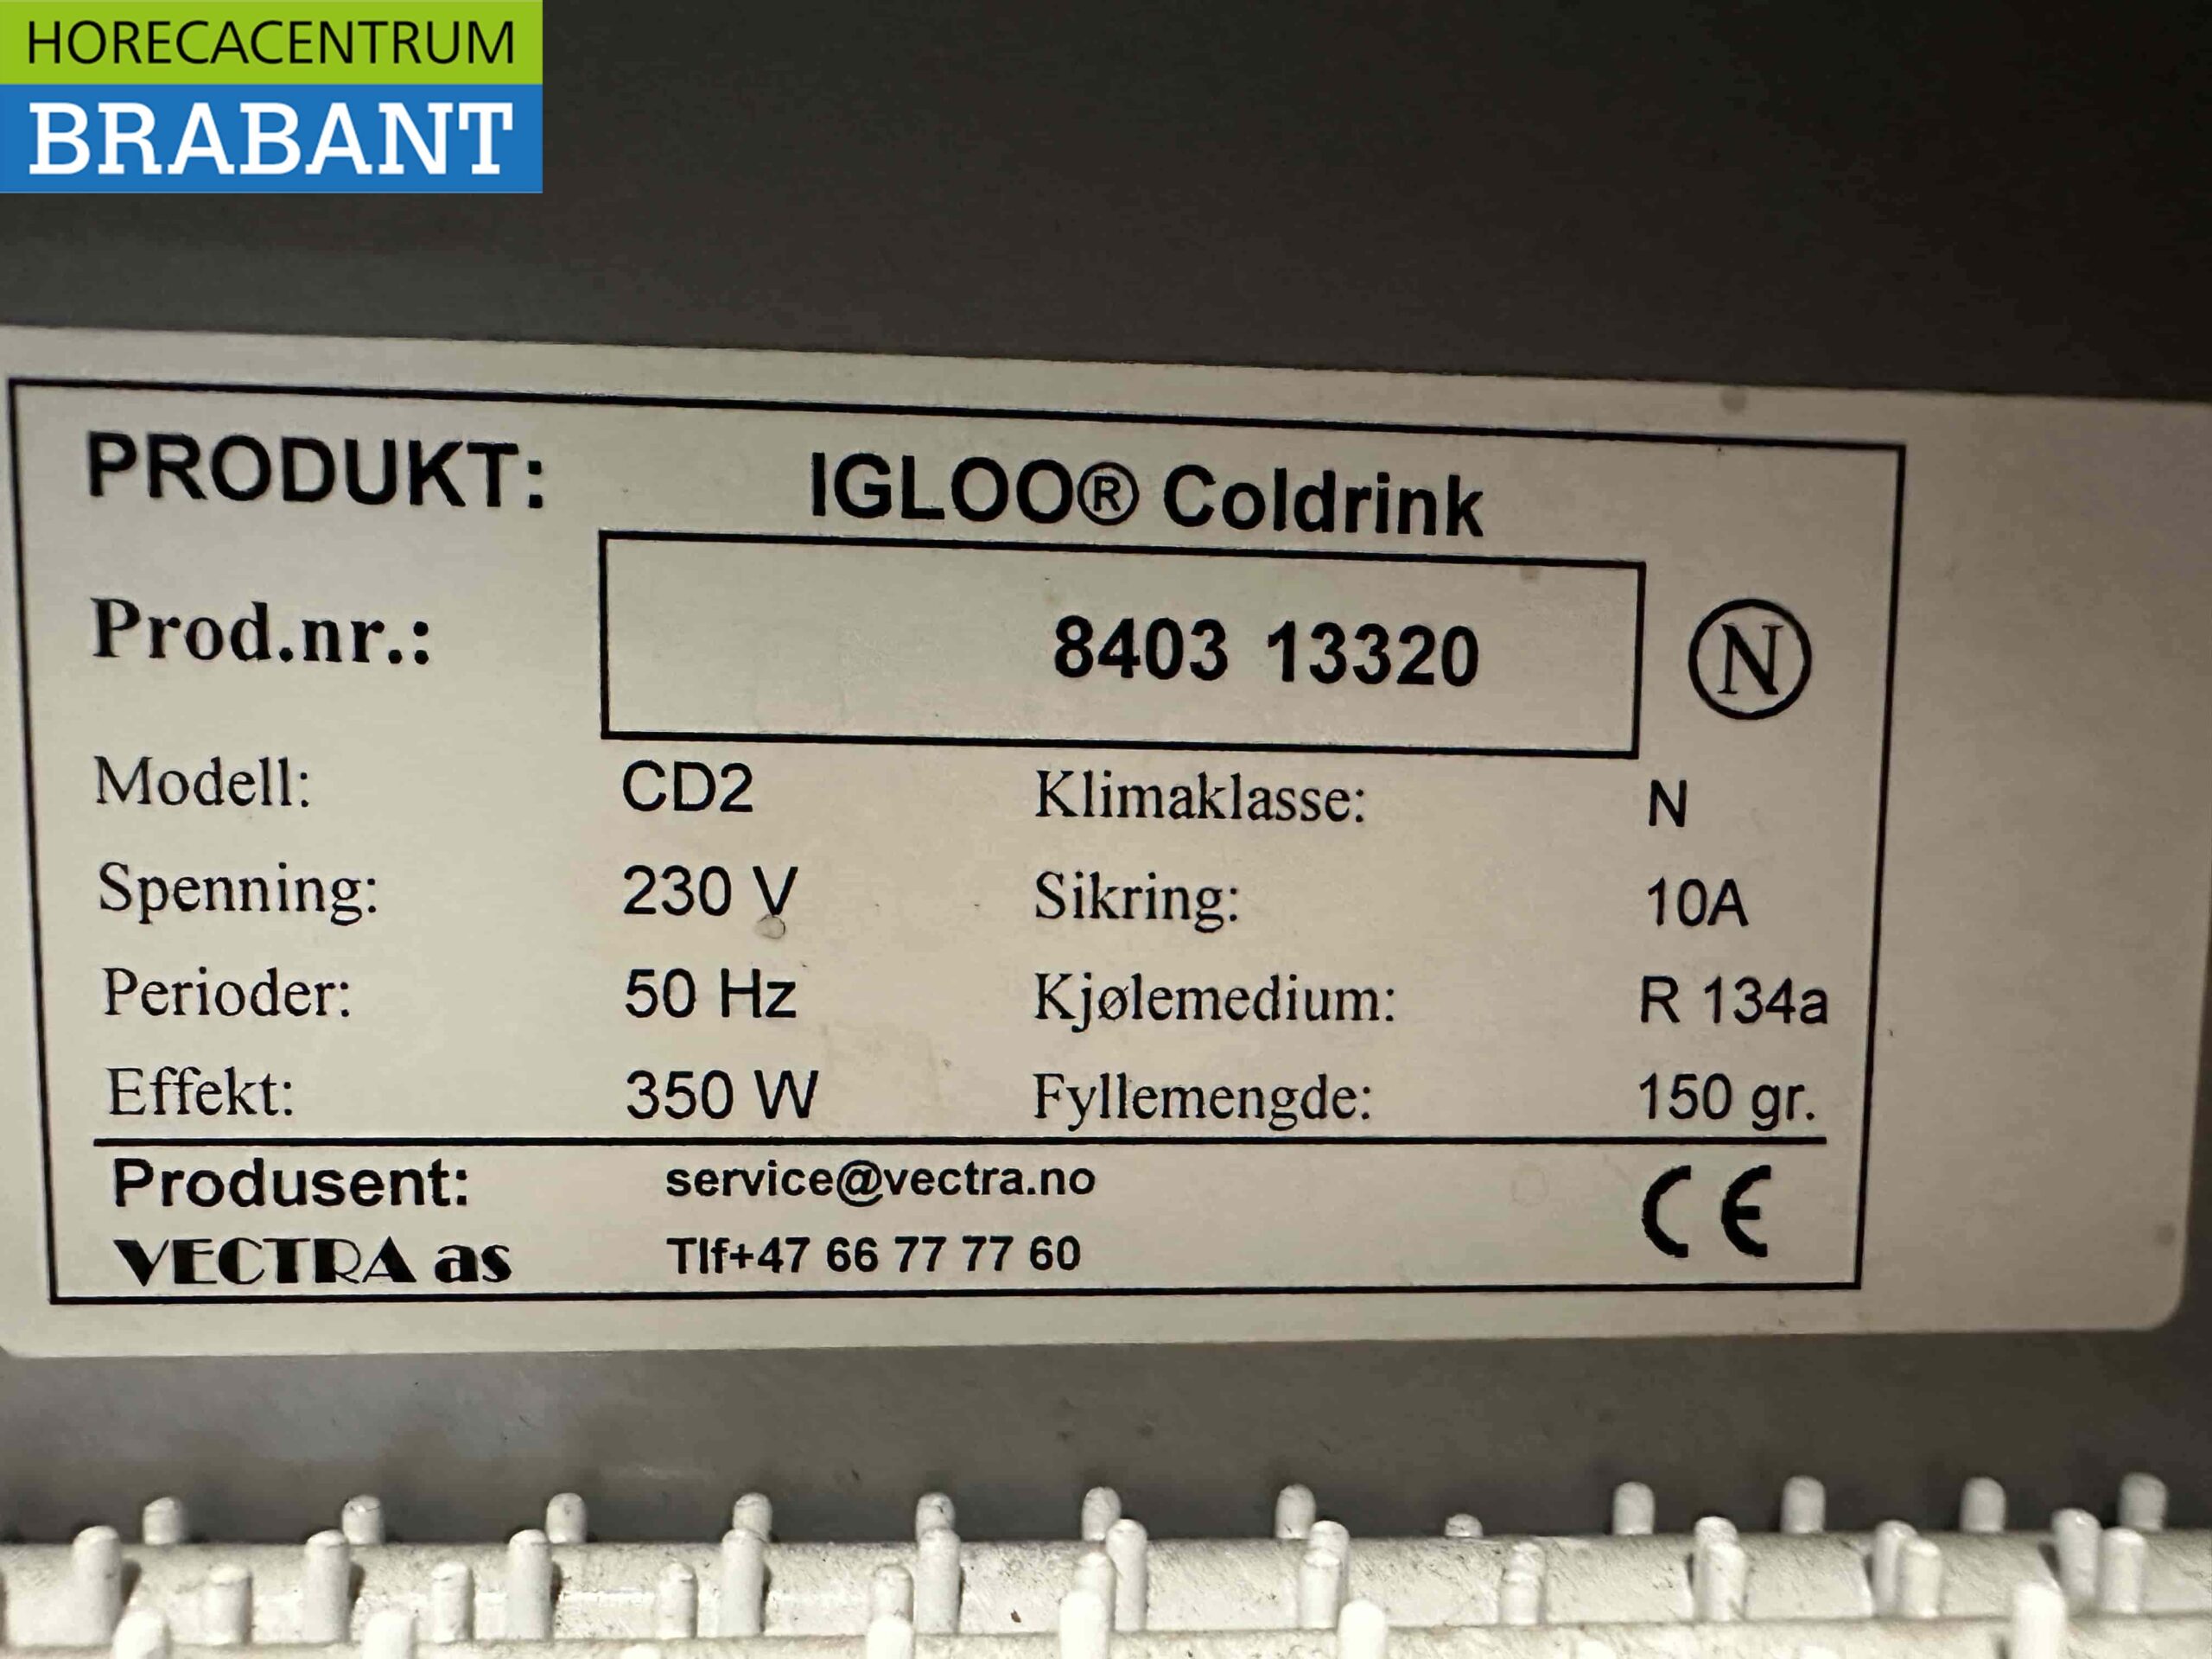 HORECACENTRUM
BRABANT
PRODUKT: IGLOO® Coldrink
Prod.nr.: 8403 13320 N
Modell: CD2 Klimaklasse: N
Spenning: 230 V Sikring: 10A
Perioder: 50 Hz Kjølemedium: R 134a
Effekt: 350 W Fyllemengde: 150 gr.
Produsent: service@vectra.no CE
VECTRA as Tlf+47 66 77 77 60